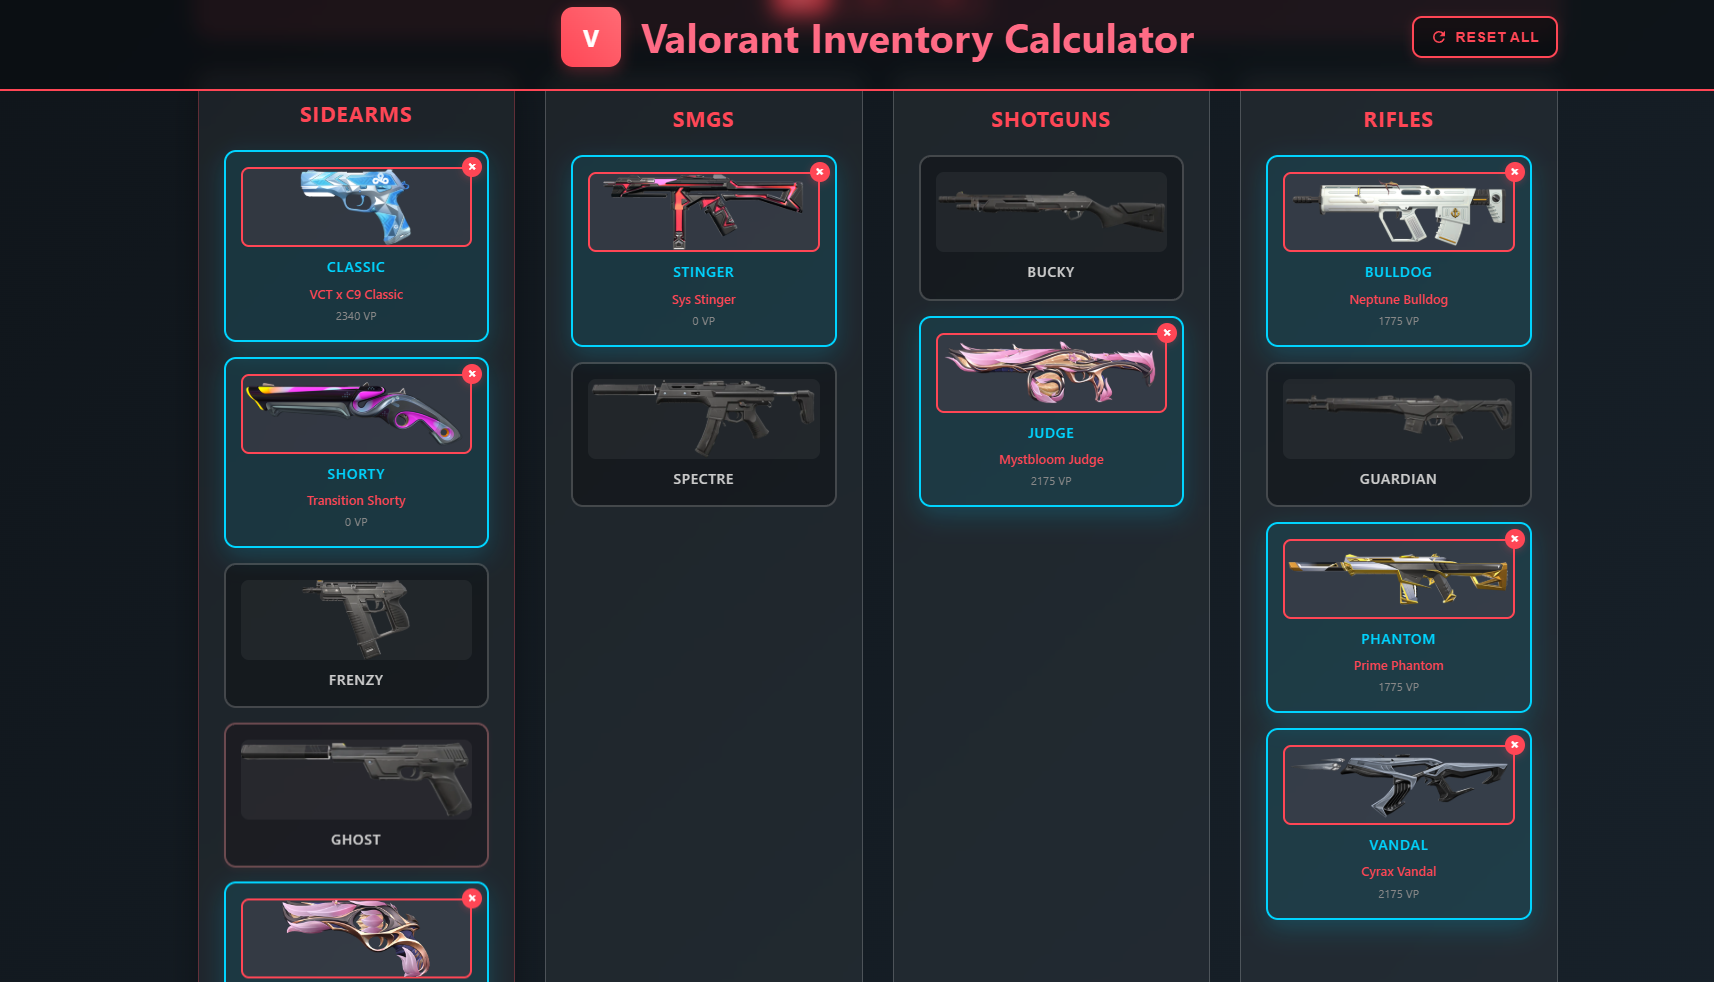 V
Valorant Inventory Calculator
RESET ALL
SIDEARMS
CLASSIC
VCT x C9 Classic
2340 VP
SHORTY
Transition Shorty
0 VP
FRENZY
GHOST
SMGS
STINGER
Sys Stinger
0 VP
SPECTRE
SHOTGUNS
BUCKY
JUDGE
Mystbloom Judge
2175 VP
RIFLES
BULLDOG
Neptune Bulldog
1775 VP
GUARDIAN
PHANTOM
Prime Phantom
1775 VP
VANDAL
Cyrax Vandal
2175 VP